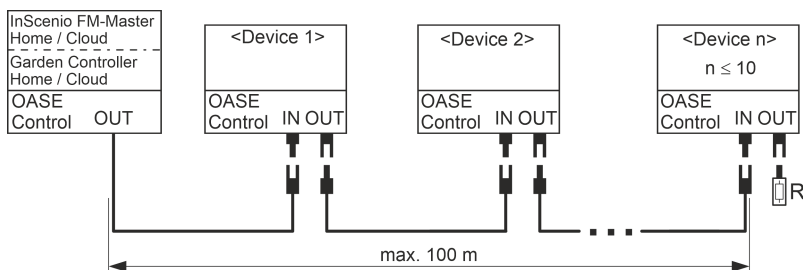 InScenio FM-Master
Home / Cloud
Garden Controller
Home / Cloud
OASE
Control OUT
<Device 1>
OASE
Control IN OUT
<Device 2>
OASE
Control IN OUT
<Device n>
n ≤ 10
OASE
Control IN OUT
R
max. 100 m